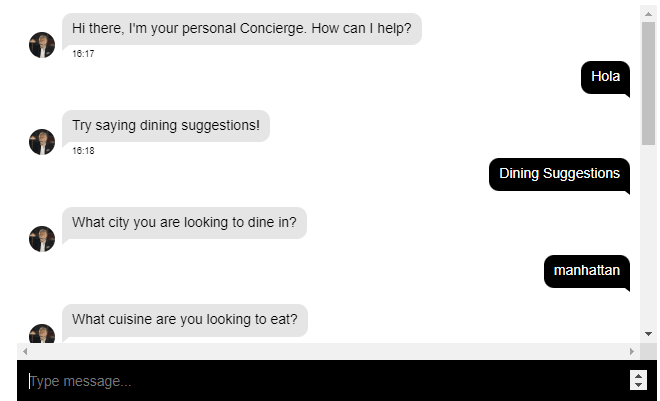 Hi there, I'm your personal Concierge. How can I help?
16:17
Hola
Try saying dining suggestions!
16:18
Dining Suggestions
What city you are looking to dine in?
manhattan
What cuisine are you looking to eat?
Type message...